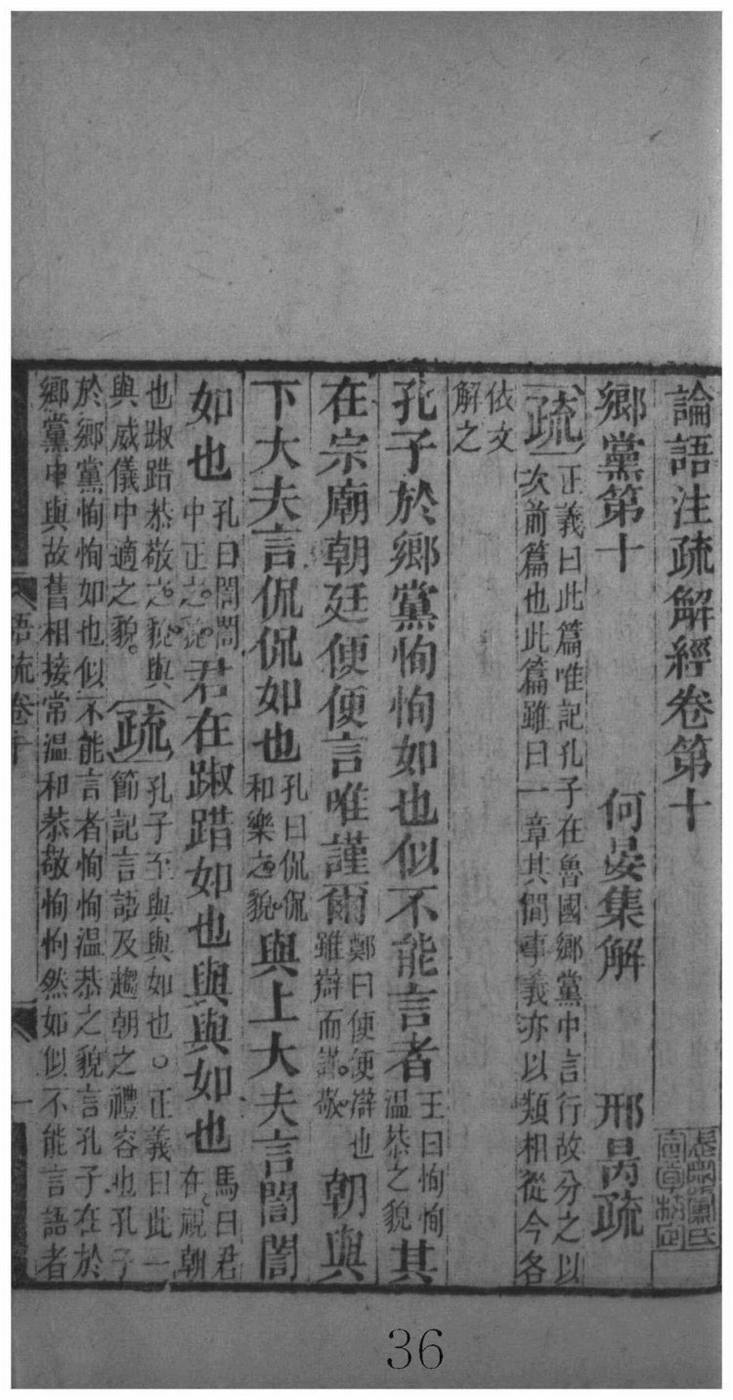 論語注疏解經卷第十
鄉黨第十 何晏集解 邢昺疏
疏 正義曰此篇唯記孔子在魯國鄉黨中言行故分之以
次前篇也此篇雖曰一章其間事義亦以類相從今各
依文
解之
孔子於鄉黨恂恂如也似不能言者 王曰恂恂
溫恭之貌 其
在宗廟朝廷便便言唯謹爾 鄭曰便便辯也
雖辯而謹敬 朝與
下大夫言侃侃如也 孔曰侃侃
和樂之貌 與上大夫言誾誾
如也 孔曰誾誾
中正之貌 君在踧踖如也與與如也 馬曰君
在視朝
也踧踖恭敬之貌與
與威儀中適之貌 疏 孔子至與與如也○正義曰此一
節記言語及趨朝之禮容也孔子
於鄉黨恂恂如也似不能言者恂恂溫恭之貌言孔子在於
鄉黨中與故舊相接常溫和恭敬恂恂然如似不能言語者
語疏卷十
一
36